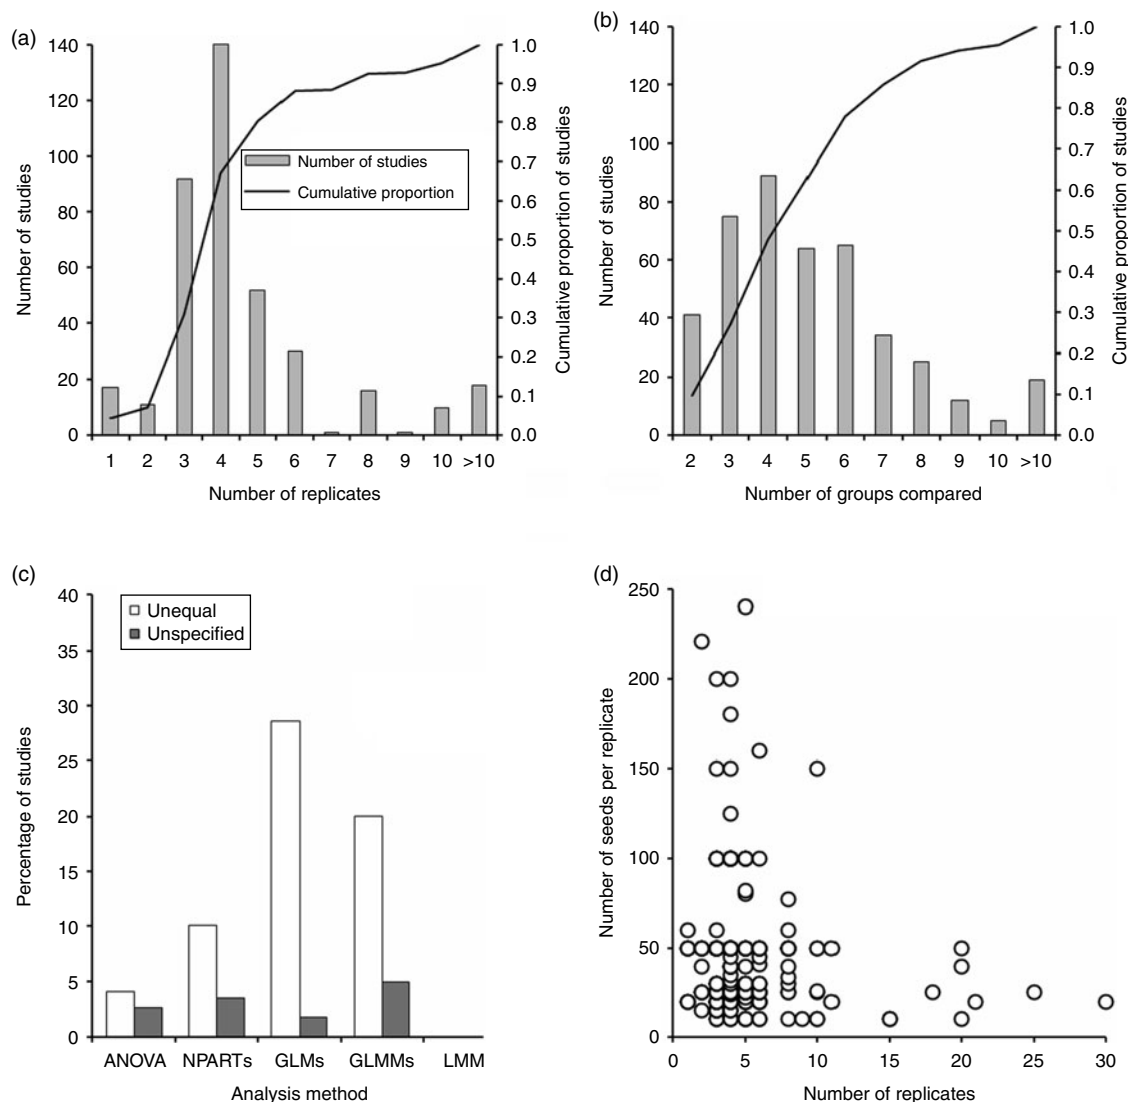 (a)
140
120
100
80
60
40
20
0
Number of studies
1.0
0.9
0.8
0.7
0.6
0.5
0.4
0.3
0.2
0.1
0.0
Cumulative proportion of studies
Number of studies
Cumulative proportion
1 2 3 4 5 6 7 8 9 10 >10
Number of replicates
(b)
140
120
100
80
60
40
20
0
Number of studies
1.0
0.9
0.8
0.7
0.6
0.5
0.4
0.3
0.2
0.1
0.0
Cumulative proportion of studies
2 3 4 5 6 7 8 9 10 >10
Number of groups compared
(c)
40
35
30
25
20
15
10
5
0
Percentage of studies
Unequal
Unspecified
ANOVA NPARTs GLMs GLMMs LMM
Analysis method
(d)
250
200
150
100
50
0
Number of seeds per replicate
0 5 10 15 20 25 30
Number of replicates